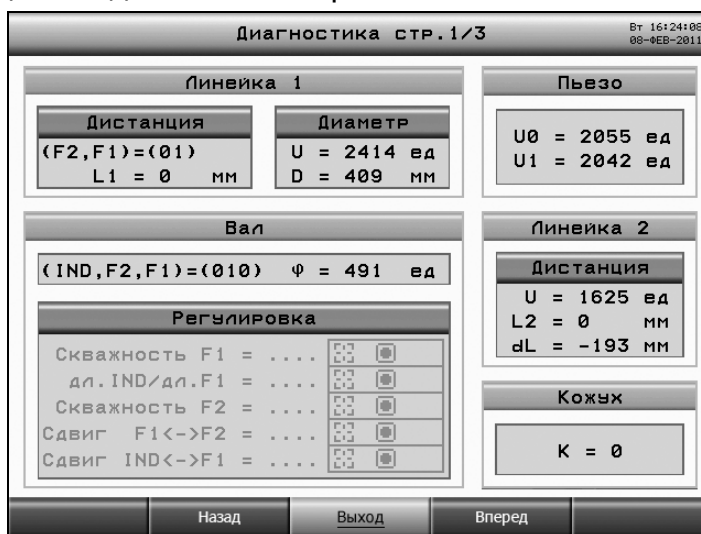 Диагностика стр.1/3
Вт 16:24:08
08-ФЕВ-2011
Линейка 1
Дистанция
(F2,F1)=(01)
L1 = 0 мм
Диаметр
U = 2414 ед
D = 409 мм
Пьезо
U0 = 2055 ед
U1 = 2042 ед
Вал
(IND,F2,F1)=(010) φ = 491 ед
Регулировка
Скважность F1 = ....
дл.IND/дл.F1 = ....
Скважность F2 = ....
Сдвиг F1<->F2 = ....
Сдвиг IND<->F1 = ....
Линейка 2
Дистанция
U = 1625 ед
L2 = 0 мм
dL = -193 мм
Кожух
K = 0
Назад
Выход
Вперед